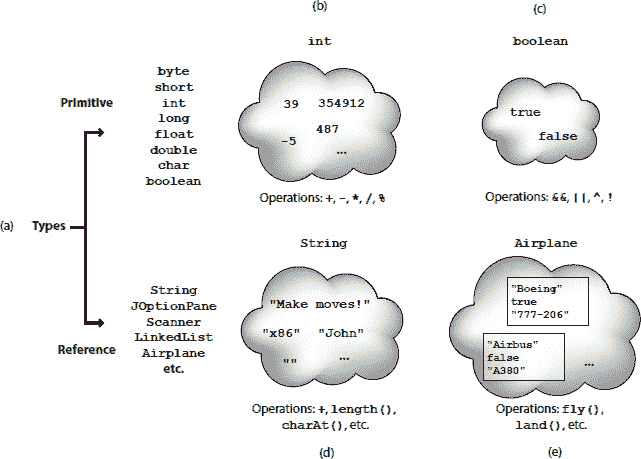 (b)
(c)
int
boolean
Primitive
byte
short
int
long
float
double
char
boolean
39 354912
-5 487
...
true
false
Operations: +, -, *, /, %
Operations: &&, ||, ^, !
(a) Types
String
Airplane
Reference
String
JOptionPane
Scanner
LinkedList
Airplane
etc.
"Make moves!"
"x86" "John"
"" ...
"Boeing"
true
"777-206"
"Airbus"
false
"A380"
...
Operations: +, length(),
charAt(), etc.
Operations: fly(),
land(), etc.
(d)
(e)